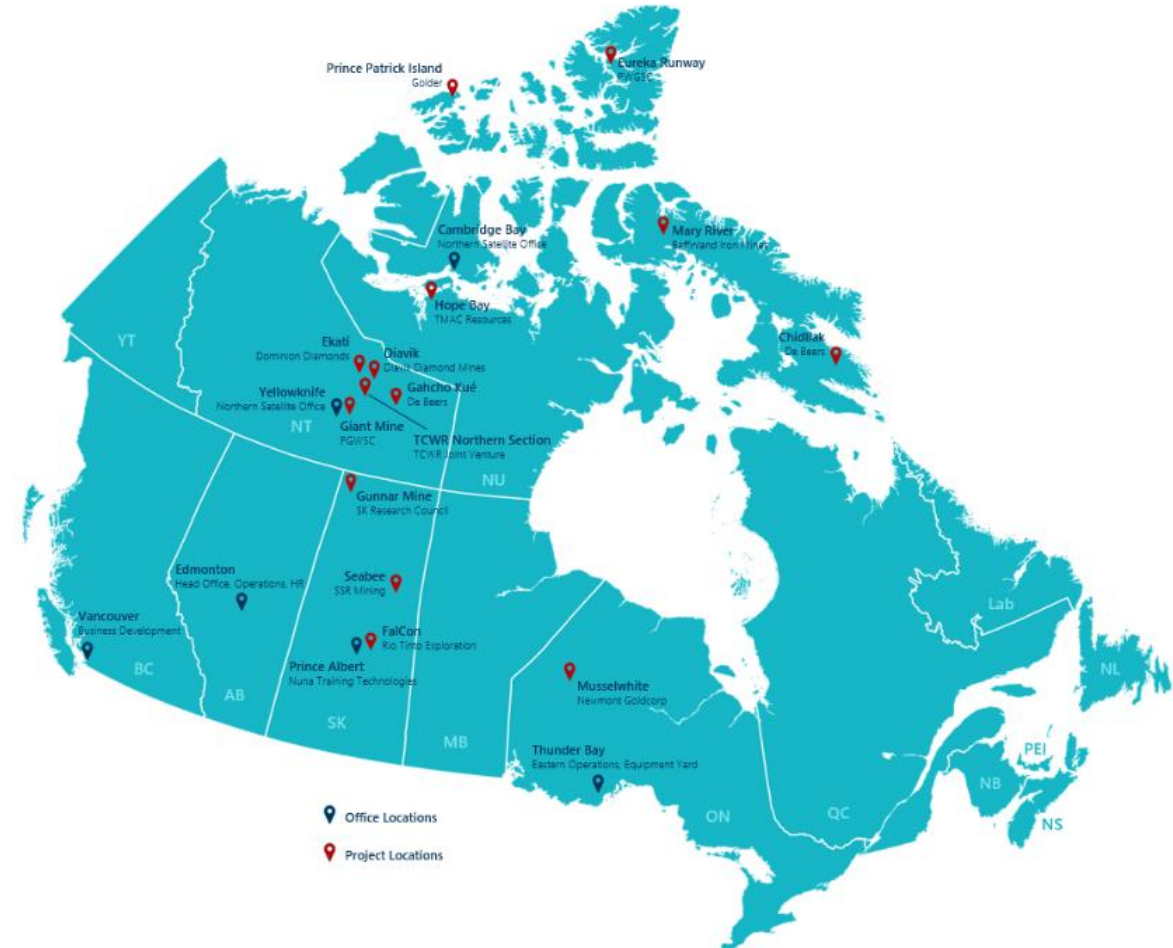 Prince Patrick Island
Golder
Eureka Runway
PWGSC
Cambridge Bay
Northern Satellite Office
Mary River
Baffinland Iron Mines
Hope Bay
TMAC Resources
Chidliak
De Beers
Ekati
Dominion Diamonds
Diavik
Diavik Diamond Mines
Yellowknife
Northern Satellite Office
Gahcho Kué
De Beers
Giant Mine
PGWSC
TCWR Northern Section
TCWR Joint Venture
YT
NT
NU
Gunnar Mine
SK Research Council
Edmonton
Head Office, Operations, HR
Seabee
SSR Mining
Vancouver
Business Development
FalCon
Rio Tinto Exploration
Prince Albert
Nuna Training Technologies
Musselwhite
Newmont Goldcorp
Thunder Bay
Eastern Operations, Equipment Yard
BC
AB
SK
MB
ON
QC
Lab
NL
PEI
NB
NS
Office Locations
Project Locations